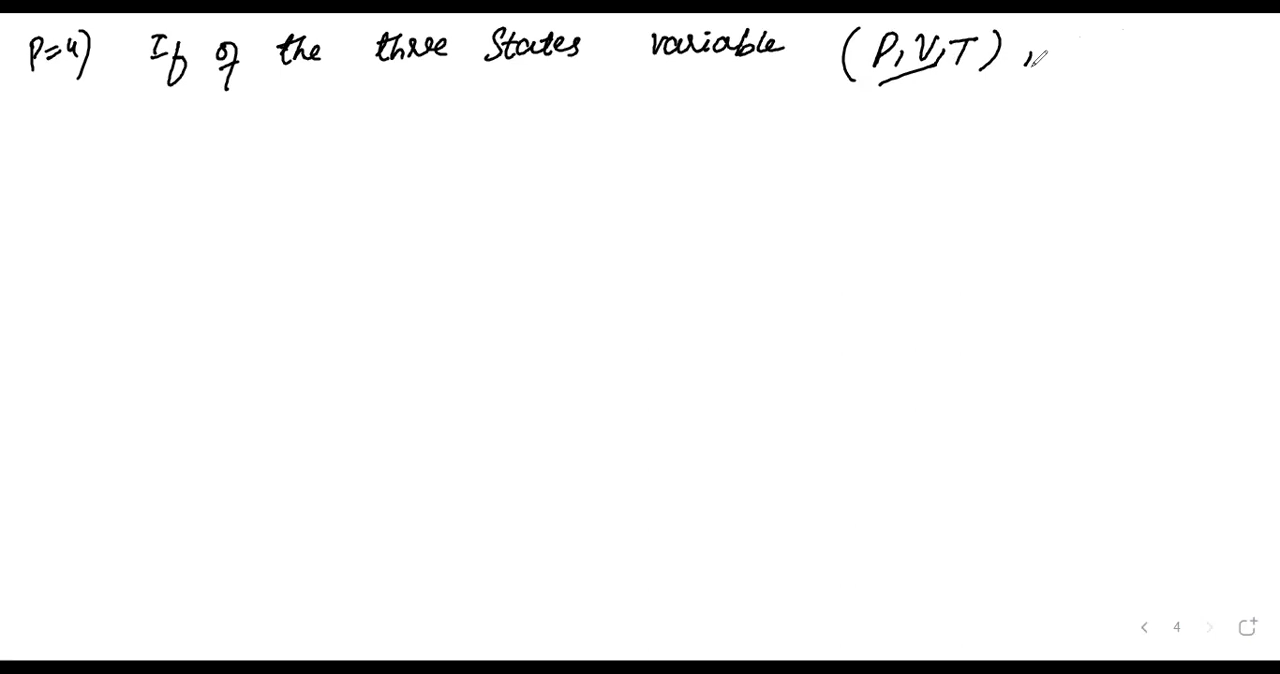 P=4) If of the three States variable (P,V,T) ,
4